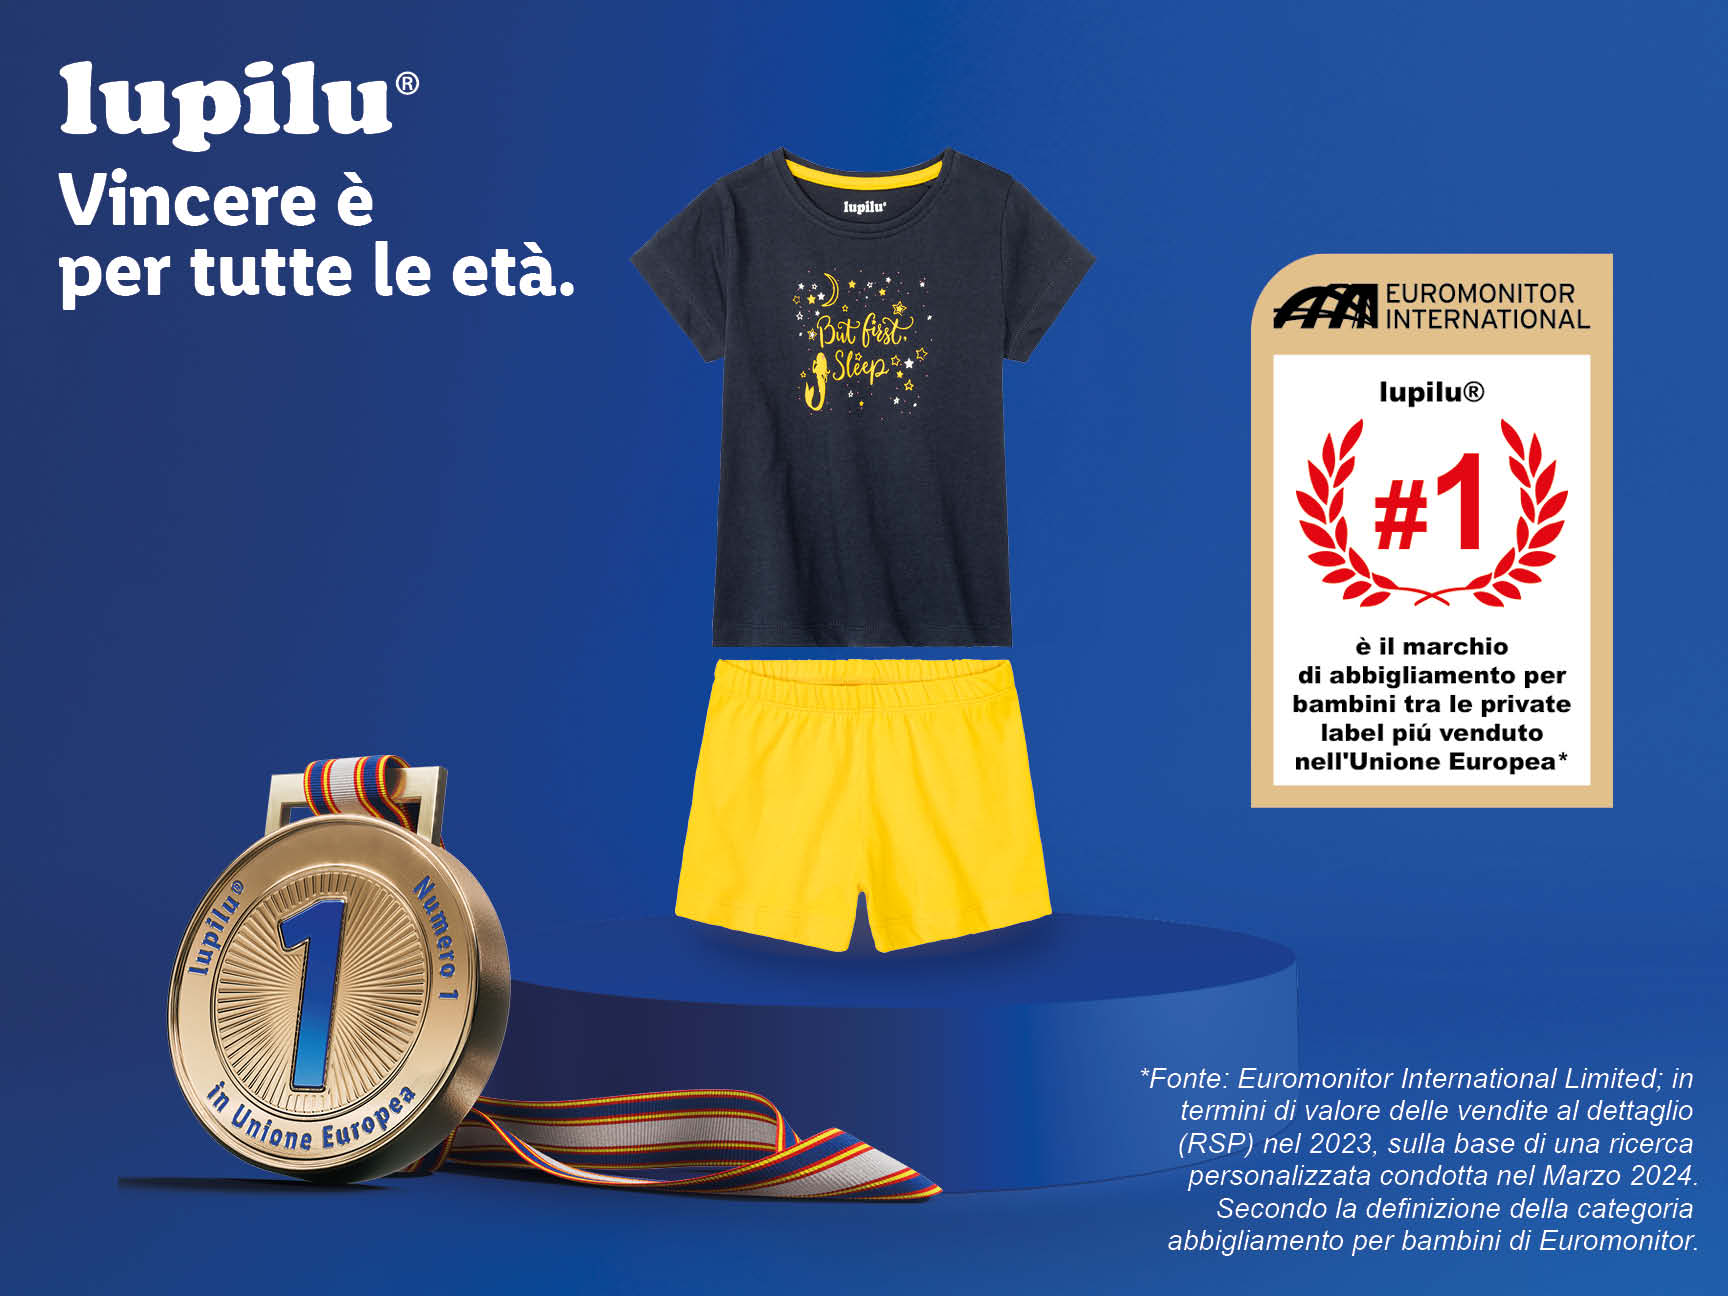 lupilu®
Vincere è
per tutte le età.
lupilu®
But first,
Sleep
EUROMONITOR
INTERNATIONAL
lupilu®
#1
è il marchio
di abbigliamento per
bambini tra le private
label piú venduto
nell'Unione Europea*
lupilu®
Numero 1
1
in Unione Europea
*Fonte: Euromonitor International Limited; in
termini di valore delle vendite al dettaglio
(RSP) nel 2023, sulla base di una ricerca
personalizzata condotta nel Marzo 2024.
Secondo la definizione della categoria
abbigliamento per bambini di Euromonitor.